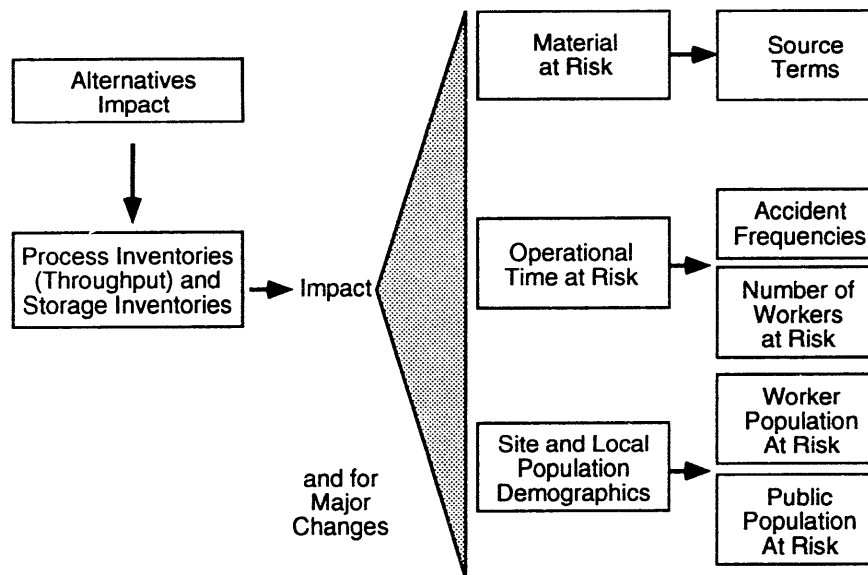 Alternatives
Impact
Process Inventories
(Throughput) and
Storage Inventories
Impact
and for
Major
Changes
Material
at Risk
Source
Terms
Operational
Time at Risk
Accident
Frequencies
Number of
Workers
at Risk
Site and Local
Population
Demographics
Worker
Population
At Risk
Public
Population
At Risk